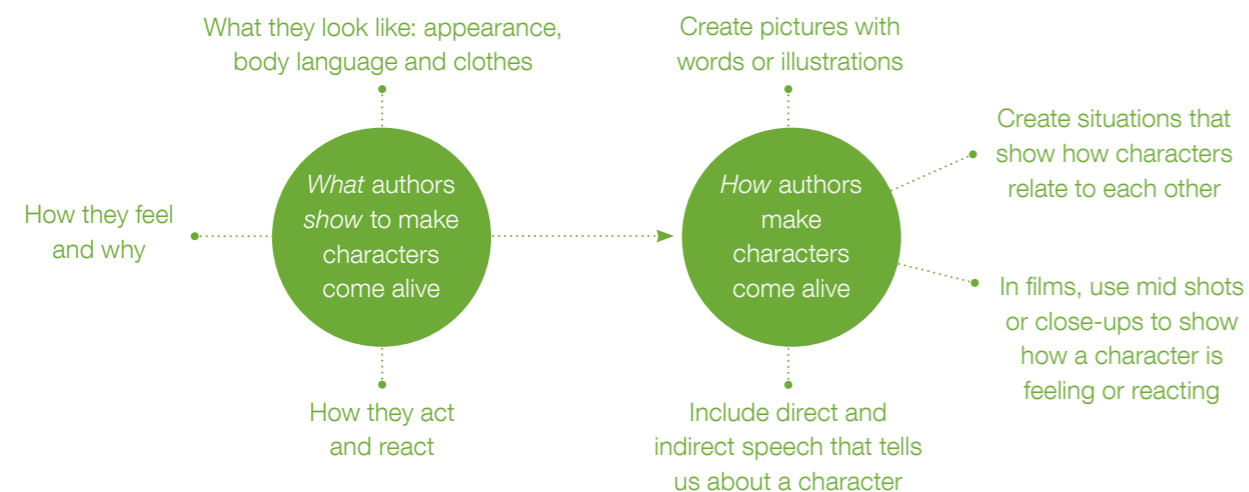 What they look like: appearance,
body language and clothes
How they feel
and why
What authors
show to make
characters
come alive
How they act
and react
Create pictures with
words or illustrations
How authors
make
characters
come alive
Create situations that
show how characters
relate to each other
In films, use mid shots
or close-ups to show
how a character is
feeling or reacting
Include direct and
indirect speech that tells
us about a character